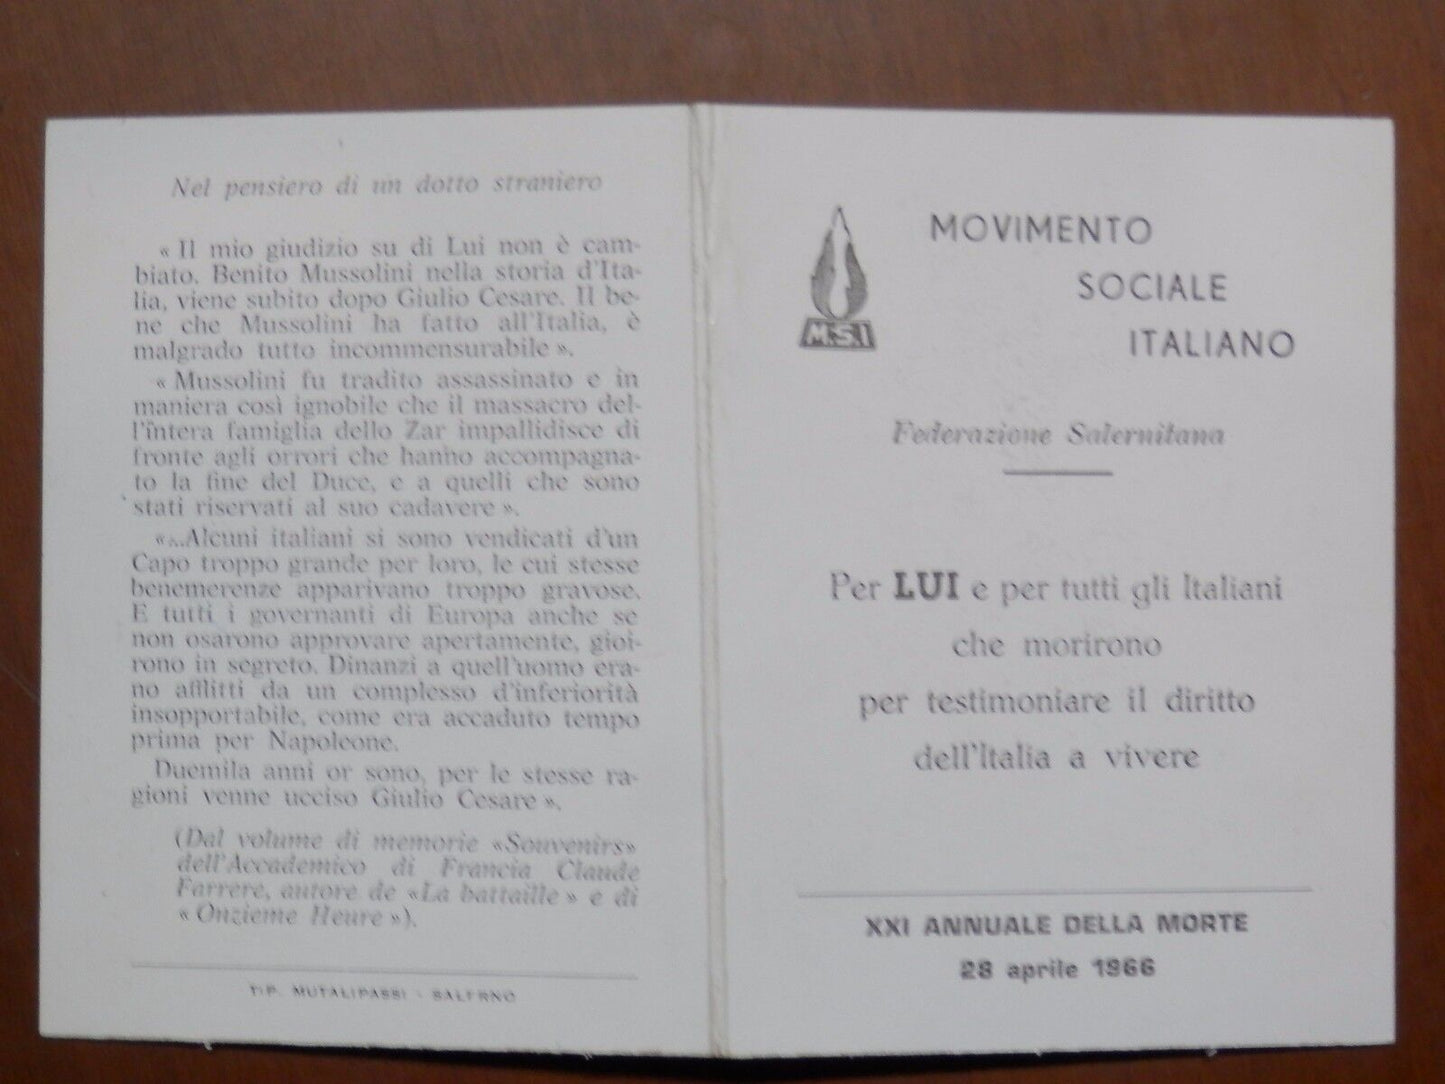 Nel pensiero di un dotto straniero
« Il mio giudizio su di Lui non è cam-
biato. Benito Mussolini nella storia d'Ita-
lia, viene subito dopo Giulio Cesare. Il be-
ne che Mussolini ha fatto all'Italia, è
malgrado tutto incommensurabile ».
« Mussolini fu tradito assassinato e in
maniera così ignobile che il massacro del-
l'intera famiglia dello Zar impallidisce di
fronte agli orrori che hanno accompagna-
to la fine del Duce, e a quelli che sono
stati riservati al suo cadavere ».
«...Alcuni italiani si sono vendicati d'un
Capo troppo grande per loro, le cui stesse
benemerenze apparivano troppo gravose.
E tutti i governanti di Europa anche se
non osarono approvare apertamente, gioi-
rono in segreto. Dinanzi a quell'uomo era-
no afflitti da un complesso d'inferiorità
insopportabile, come era accaduto tempo
prima per Napoleone.
Duemila anni or sono, per le stesse ra-
gioni venne ucciso Giulio Cesare ».
(Dal volume di memorie «Souvenirs»
dell'Accademico di Francia Claude
Farrere, autore de «La battaille» e di
« Onzieme Heure »).
TIP. MUTALIPASSI - SALERNO
M.S.I
MOVIMENTO
SOCIALE
ITALIANO
Federazione Salernitana
Per LUI e per tutti gli Italiani
che morirono
per testimoniare il diritto
dell'Italia a vivere
XXI ANNUALE DELLA MORTE
28 aprile 1966